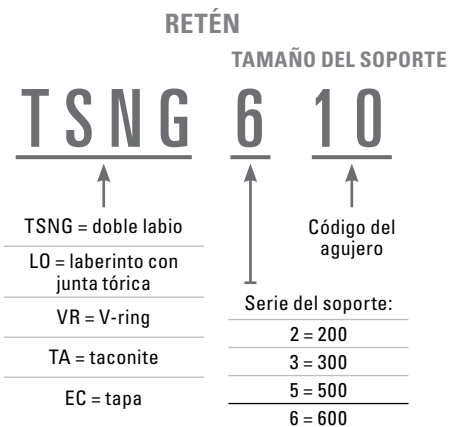 RETÉN
TAMAÑO DEL SOPORTE
TSNG 6 10
TSNG = doble labio
LO = laberinto con
junta tórica
VR = V-ring
TA = taconite
EC = tapa
Código del
agujero
Serie del soporte:
2 = 200
3 = 300
5 = 500
6 = 600